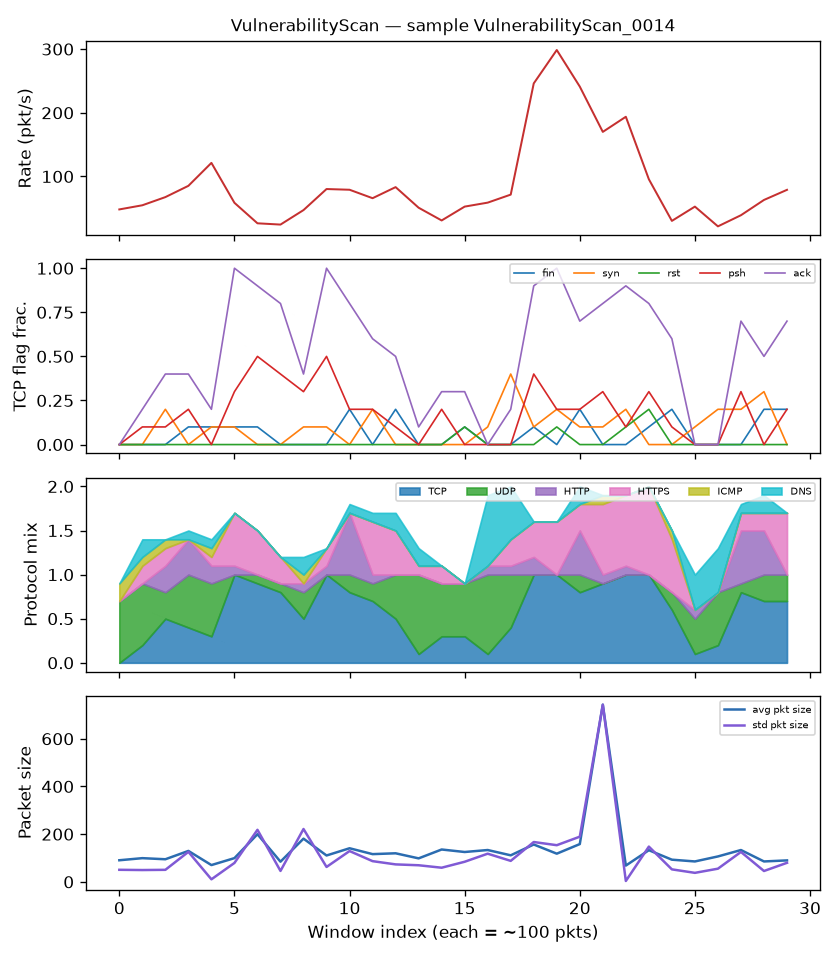 VulnerabilityScan — sample VulnerabilityScan_0014
300
200
100
Rate (pkt/s)
fin syn rst psh ack
1.00
0.75
0.50
0.25
0.00
TCP flag frac.
TCP UDP HTTP HTTPS ICMP DNS
2.0
1.5
1.0
0.5
0.0
Protocol mix
avg pkt size
std pkt size
600
400
200
0
Packet size
0 5 10 15 20 25 30
Window index (each = ~100 pkts)